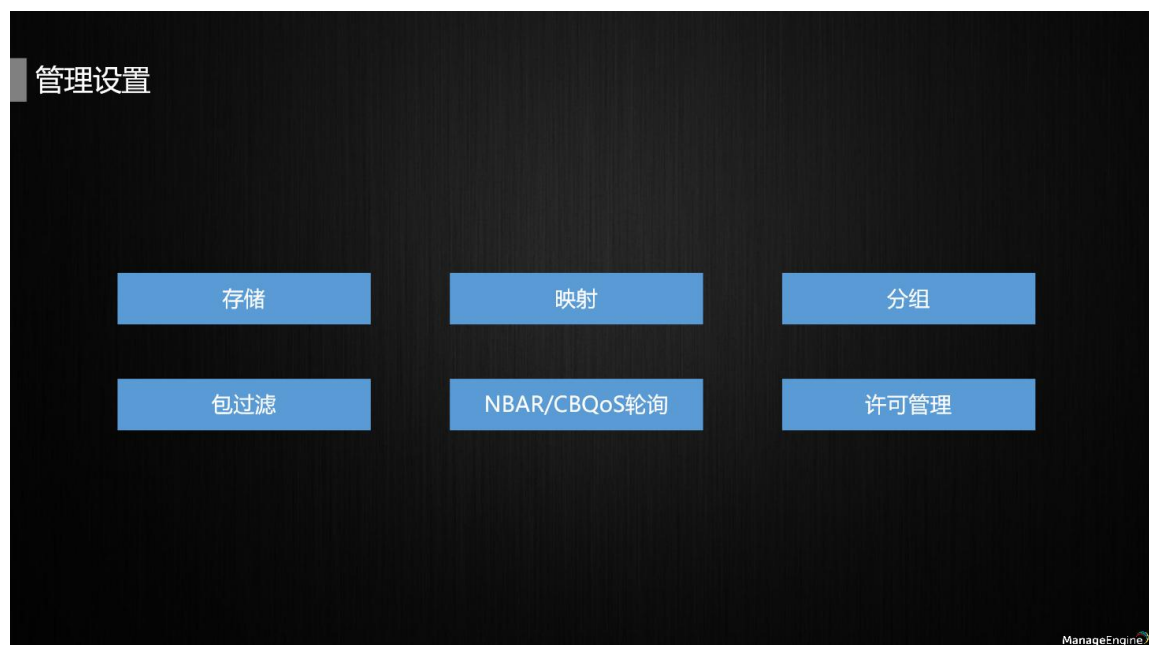 管理设置
存储
映射
分组
包过滤
NBAR/CBQoS轮询
许可管理
ManageEngine